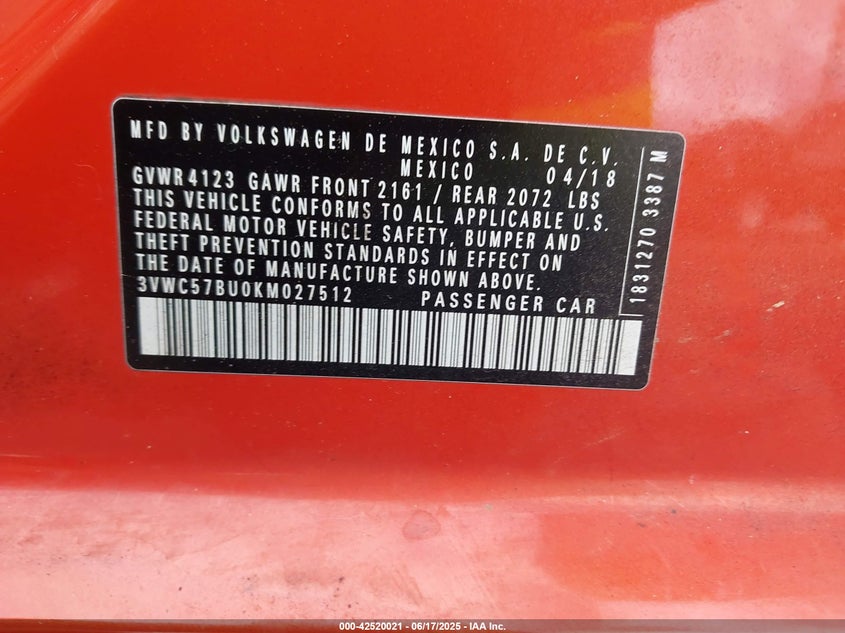 MFD BY VOLKSWAGEN DE MEXICO S.A. DE C.V.
MEXICO 04/18
GVWR 4123 GAWR FRONT 2161 / REAR 2072 LBS
THIS VEHICLE CONFORMS TO ALL APPLICABLE U.S.
FEDERAL MOTOR VEHICLE SAFETY, BUMPER AND
THEFT PREVENTION STANDARDS IN EFFECT ON
THE DATE OF MANUFACTURE SHOWN ABOVE.
3VWC57BU0KM027512 PASSENGER CAR
1831270 3387 M
000-42520021 - 06/17/2025 - IAA Inc.